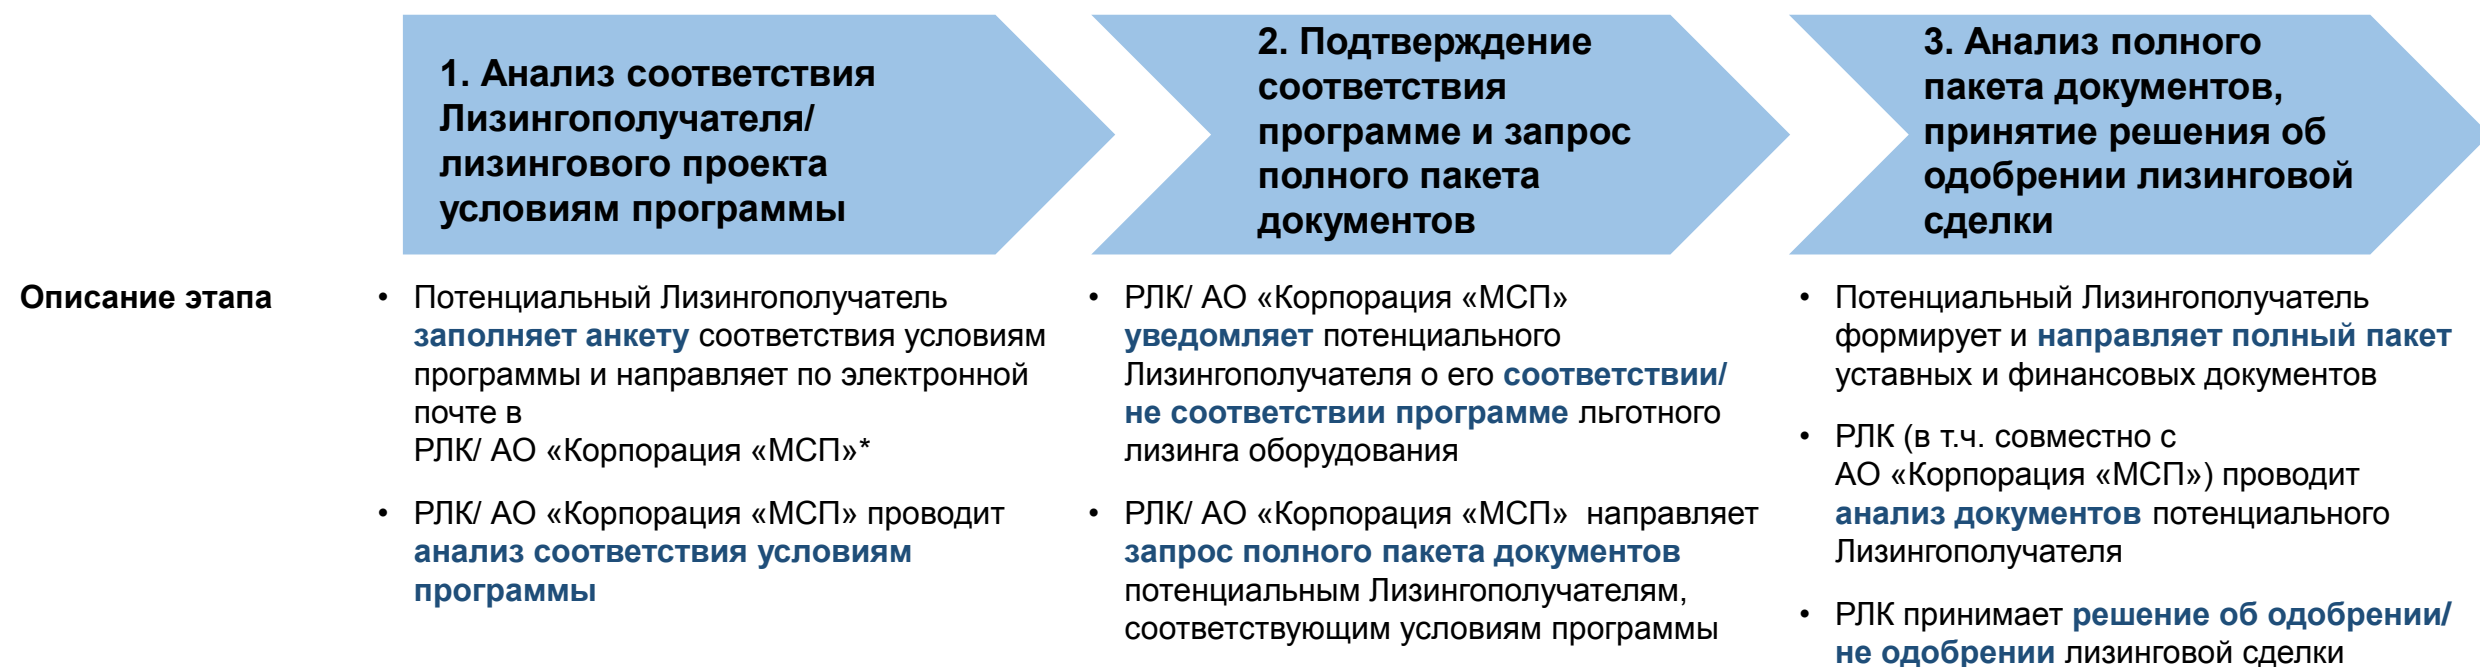 1. Анализ соответствия
Лизингополучателя/
лизингового проекта
условиям программы
2. Подтверждение
соответствия
программе и запрос
полного пакета
документов
3. Анализ полного
пакета документов,
принятие решения об
одобрении лизинговой
сделки
Описание этапа
• Потенциальный Лизингополучатель
заполняет анкету соответствия условиям
программы и направляет по электронной
почте в
РЛК/ АО «Корпорация «МСП»*
• РЛК/ АО «Корпорация «МСП» проводит
анализ соответствия условиям
программы
• РЛК/ АО «Корпорация «МСП»
уведомляет потенциального
Лизингополучателя о его соответствии/
не соответствии программе льготного
лизинга оборудования
• РЛК/ АО «Корпорация «МСП» направляет
запрос полного пакета документов
потенциальным Лизингополучателям,
соответствующим условиям программы
• Потенциальный Лизингополучатель
формирует и направляет полный пакет
уставных и финансовых документов
• РЛК (в т.ч. совместно с
АО «Корпорация «МСП») проводит
анализ документов потенциального
Лизингополучателя
• РЛК принимает решение об одобрении/
не одобрении лизинговой сделки